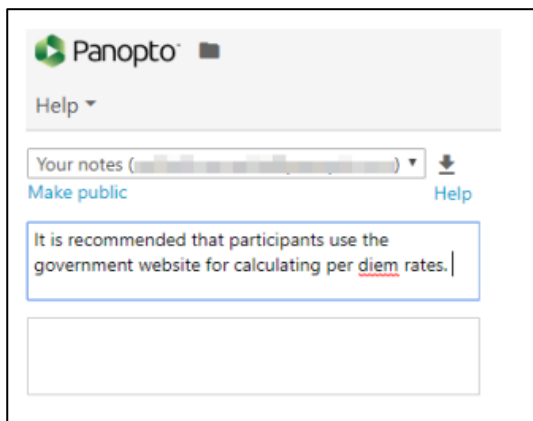 Panopto
Help
Your notes ( )
Make public
Help
It is recommended that participants use the
government website for calculating per diem rates.